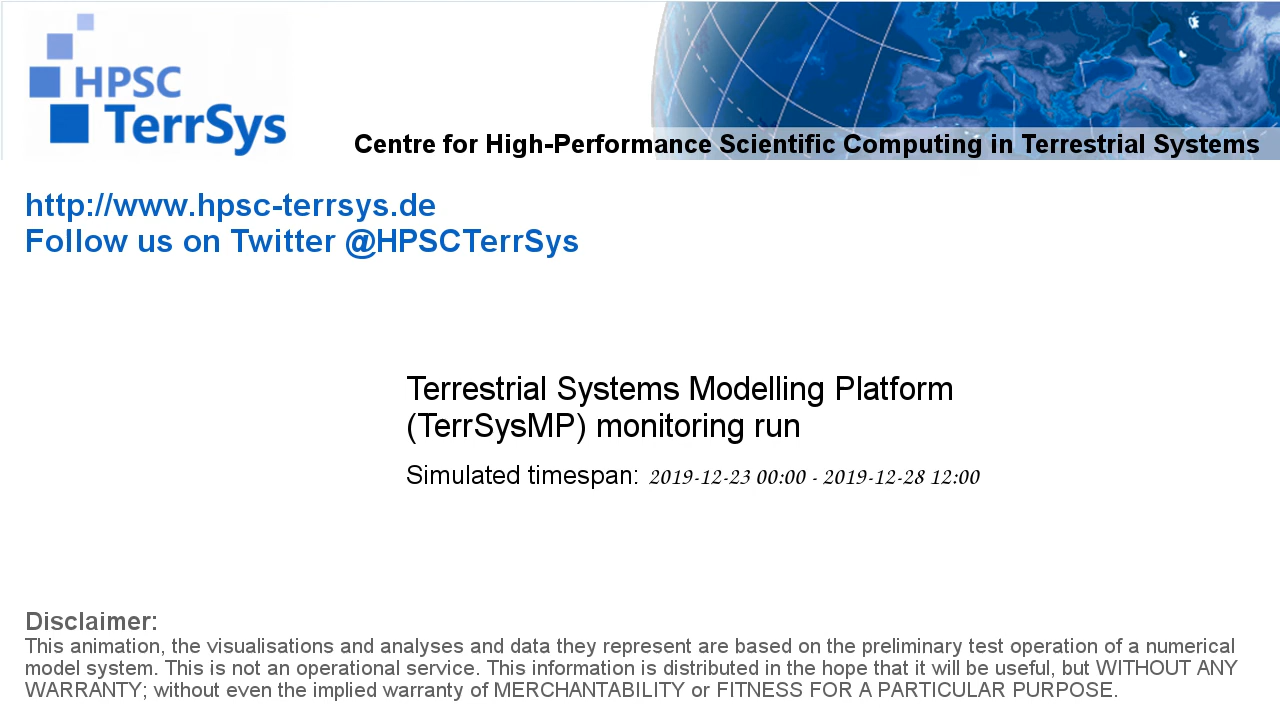 HPSC
TerrSys
Centre for High-Performance Scientific Computing in Terrestrial Systems
http://www.hpsc-terrsys.de
Follow us on Twitter @HPSCTerrSys
Terrestrial Systems Modelling Platform
(TerrSysMP) monitoring run
Simulated timespan: 2019-12-23 00:00 - 2019-12-28 12:00
Disclaimer:
This animation, the visualisations and analyses and data they represent are based on the preliminary test operation of a numerical
model system. This is not an operational service. This information is distributed in the hope that it will be useful, but WITHOUT ANY
WARRANTY; without even the implied warranty of MERCHANTABILITY or FITNESS FOR A PARTICULAR PURPOSE.